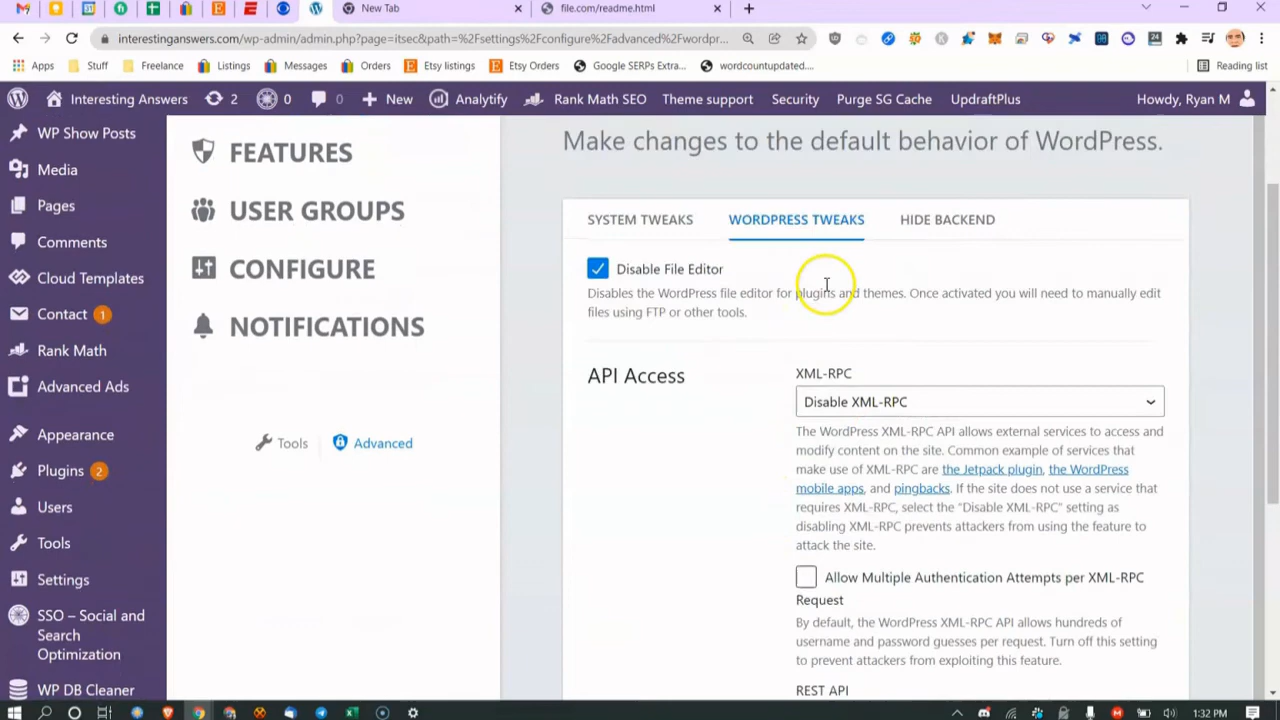 New Tab
file.com/readme.html
interestinganswers.com/wp-admin/admin.php?page=itsec&path=%2Fsettings%2Fconfigure%2Fadvanced%2Fwordpr...
Apps
Stuff
Freelance
Listings
Messages
Orders
Etsy listings
Etsy Orders
Google SERPs Extra...
wordcountupdated....
Reading list
Interesting Answers
2
0
0
New
Analytify
Rank Math SEO
Theme support
Security
Purge SG Cache
UpdraftPlus
Howdy, Ryan M
WP Show Posts
Media
Pages
Comments
Cloud Templates
Contact 1
Rank Math
Advanced Ads
Appearance
Plugins 2
Users
Tools
Settings
SSO – Social and
Search
Optimization
WP DB Cleaner
FEATURES
USER GROUPS
CONFIGURE
NOTIFICATIONS
Tools
Advanced
Make changes to the default behavior of WordPress.
SYSTEM TWEAKS
WORDPRESS TWEAKS
HIDE BACKEND
Disable File Editor
Disables the WordPress file editor for plugins and themes. Once activated you will need to manually edit
files using FTP or other tools.
API Access
XML-RPC
Disable XML-RPC
The WordPress XML-RPC API allows external services to access and
modify content on the site. Common example of services that
make use of XML-RPC are the Jetpack plugin, the WordPress
mobile apps, and pingbacks. If the site does not use a service that
requires XML-RPC, select the "Disable XML-RPC" setting as
disabling XML-RPC prevents attackers from using the feature to
attack the site.
Allow Multiple Authentication Attempts per XML-RPC
Request
By default, the WordPress XML-RPC API allows hundreds of
username and password guesses per request. Turn off this setting
to prevent attackers from exploiting this feature.
REST API
1:32 PM